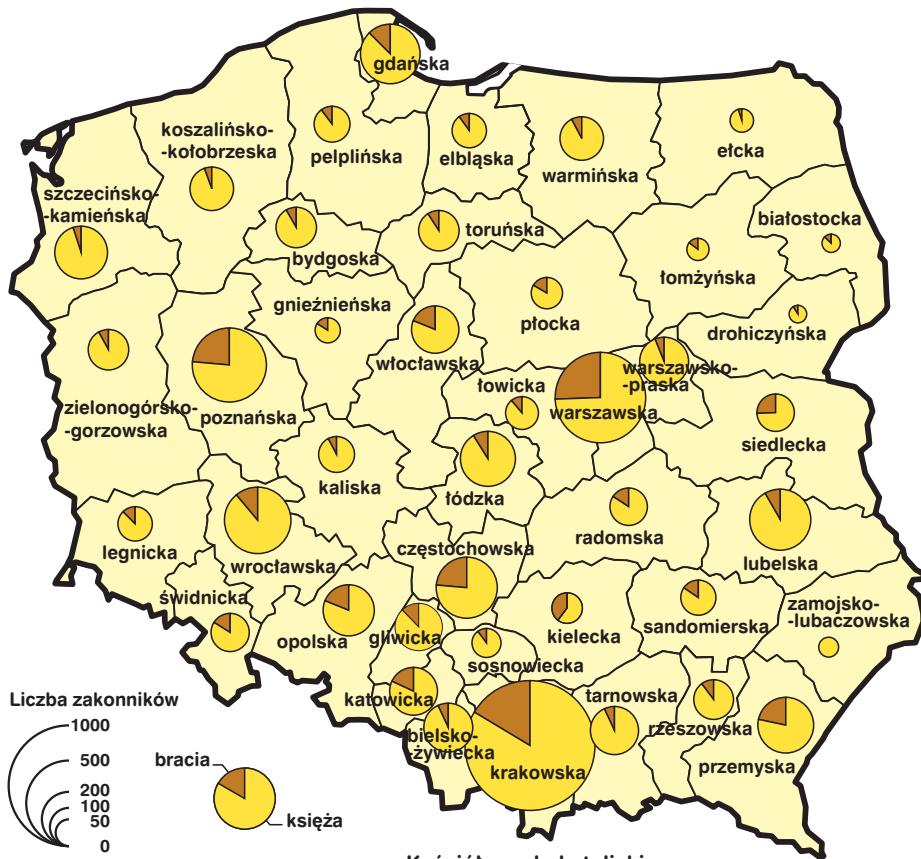 gdańska
koszalińsko-
-kołobrzeska
pelplińska
elbląska
warmińska
ełcka
szczecińsko-
-kamieńska
białostocka
bydgoska
toruńska
łomżyńska
gnieźnieńska
płocka
drohiczyńska
włocławska
warszawsko-
-praska
łowicka
warszawska
zielonogórsko-
-gorzowska
poznańska
siedlecka
kaliska
łódzka
radomska
legnicka
wrocławska
częstochowska
lubelska
świdnicka
opolska
gliwicka
kielecka
sandomierska
zamojsko-
-lubaczowska
sosnowiecka
katowicka
tarnowska
rzeszowska
bielsko-
-żywiecka
krakowska
przemyska
Liczba zakonników
1000
500
200
100
50
0
bracia
księża